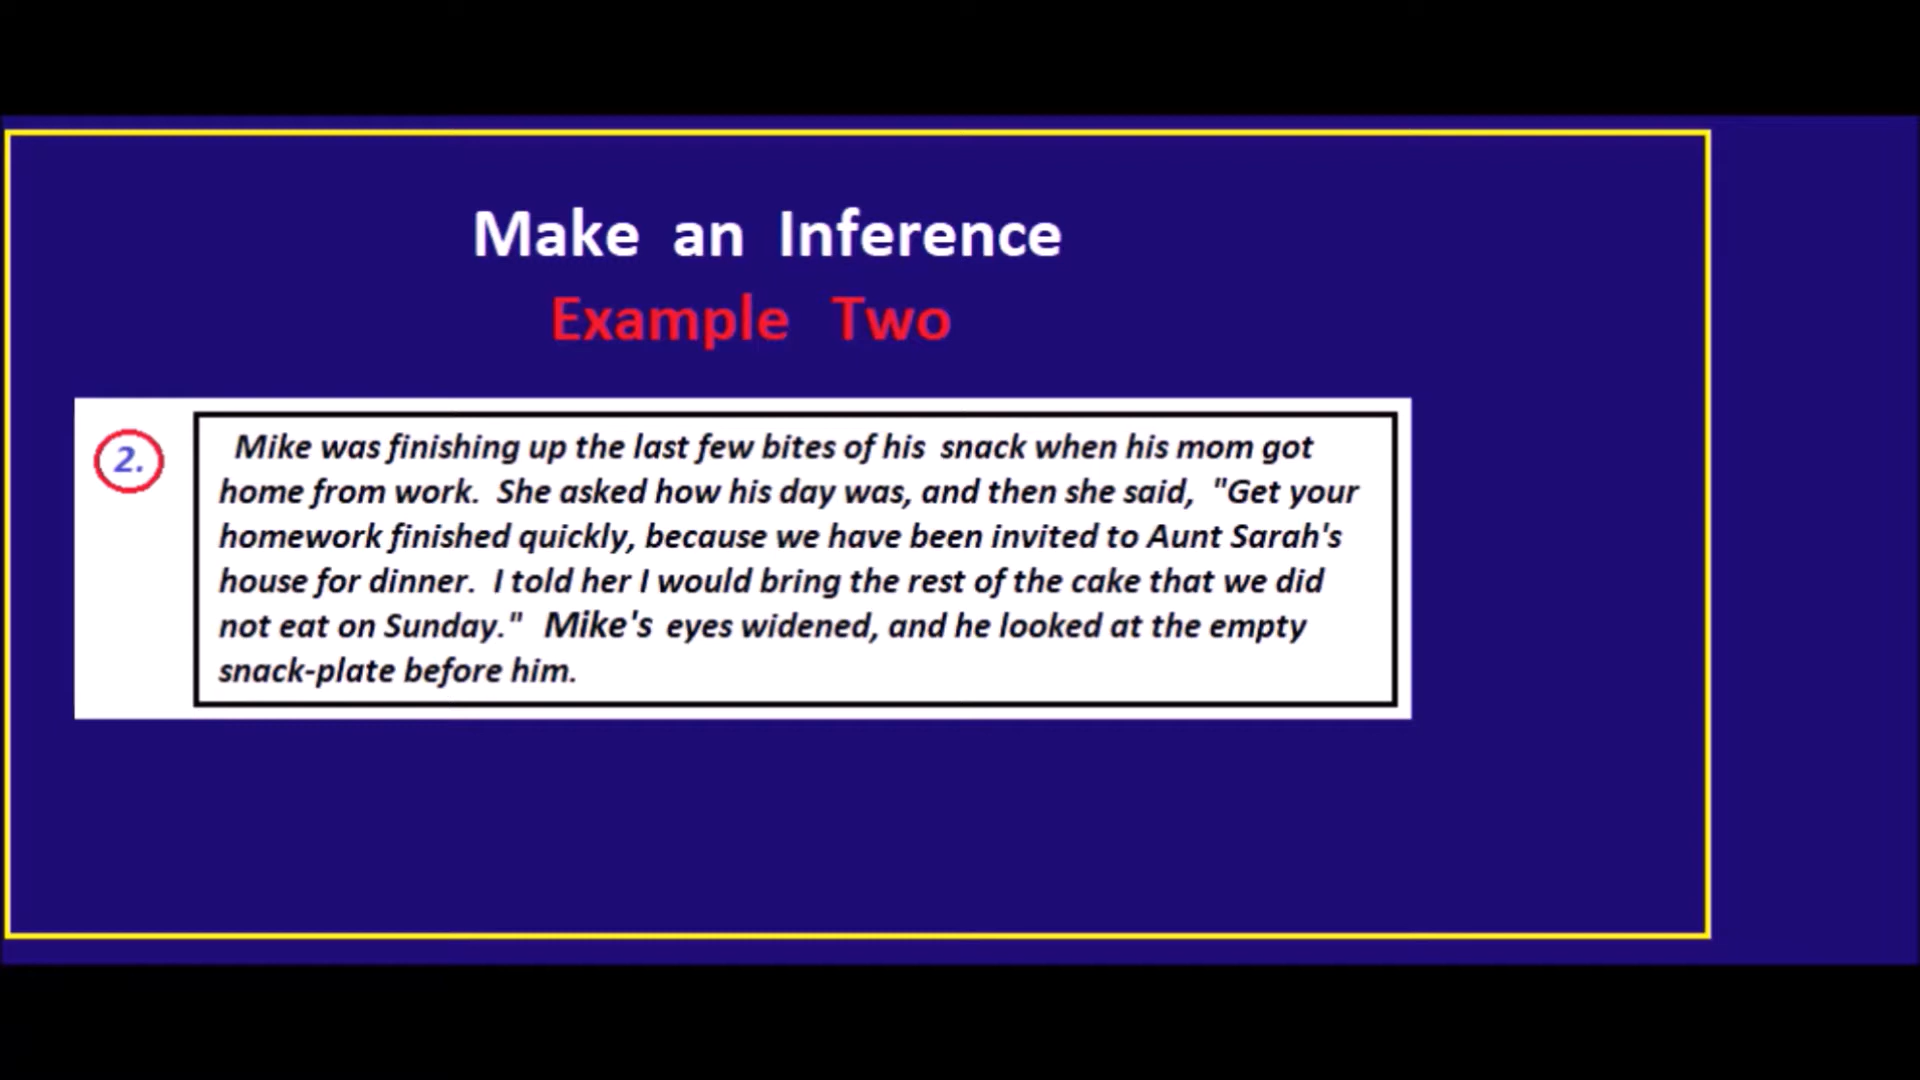 Make an Inference
Example Two
2.
Mike was finishing up the last few bites of his snack when his mom got
home from work. She asked how his day was, and then she said, "Get your
homework finished quickly, because we have been invited to Aunt Sarah's
house for dinner. I told her I would bring the rest of the cake that we did
not eat on Sunday." Mike's eyes widened, and he looked at the empty
snack-plate before him.